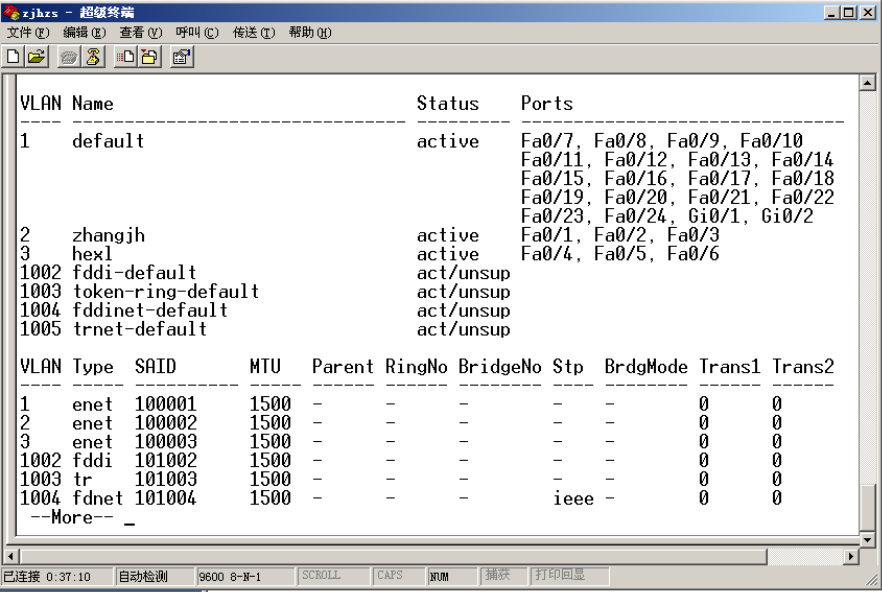 zjhzs - 超级终端
文件(F) 编辑(E) 查看(V) 呼叫(C) 传送(T) 帮助(H)
VLAN Name Status Ports
---- -------------------------------- --------- -------------------------------
1 default active Fa0/7, Fa0/8, Fa0/9, Fa0/10
Fa0/11, Fa0/12, Fa0/13, Fa0/14
Fa0/15, Fa0/16, Fa0/17, Fa0/18
Fa0/19, Fa0/20, Fa0/21, Fa0/22
Fa0/23, Fa0/24, Gi0/1, Gi0/2
2 zhangjh active Fa0/1, Fa0/2, Fa0/3
3 hexl active Fa0/4, Fa0/5, Fa0/6
1002 fddi-default act/unsup
1003 token-ring-default act/unsup
1004 fddinet-default act/unsup
1005 trnet-default act/unsup
VLAN Type SAID MTU Parent RingNo BridgeNo Stp BrdgMode Trans1 Trans2
---- ----- ---------- ----- ------ ------ -------- ---- -------- ------ ------
1 enet 100001 1500 - - - - - 0 0
2 enet 100002 1500 - - - - - 0 0
3 enet 100003 1500 - - - - - 0 0
1002 fddi 101002 1500 - - - - - 0 0
1003 tr 101003 1500 - - - - - 0 0
1004 fdnet 101004 1500 - - - ieee - 0 0
--More-- _
已连接 0:37:10 自动检测 9600 8-N-1 SCROLL CAPS NUM 捕获 打印回显